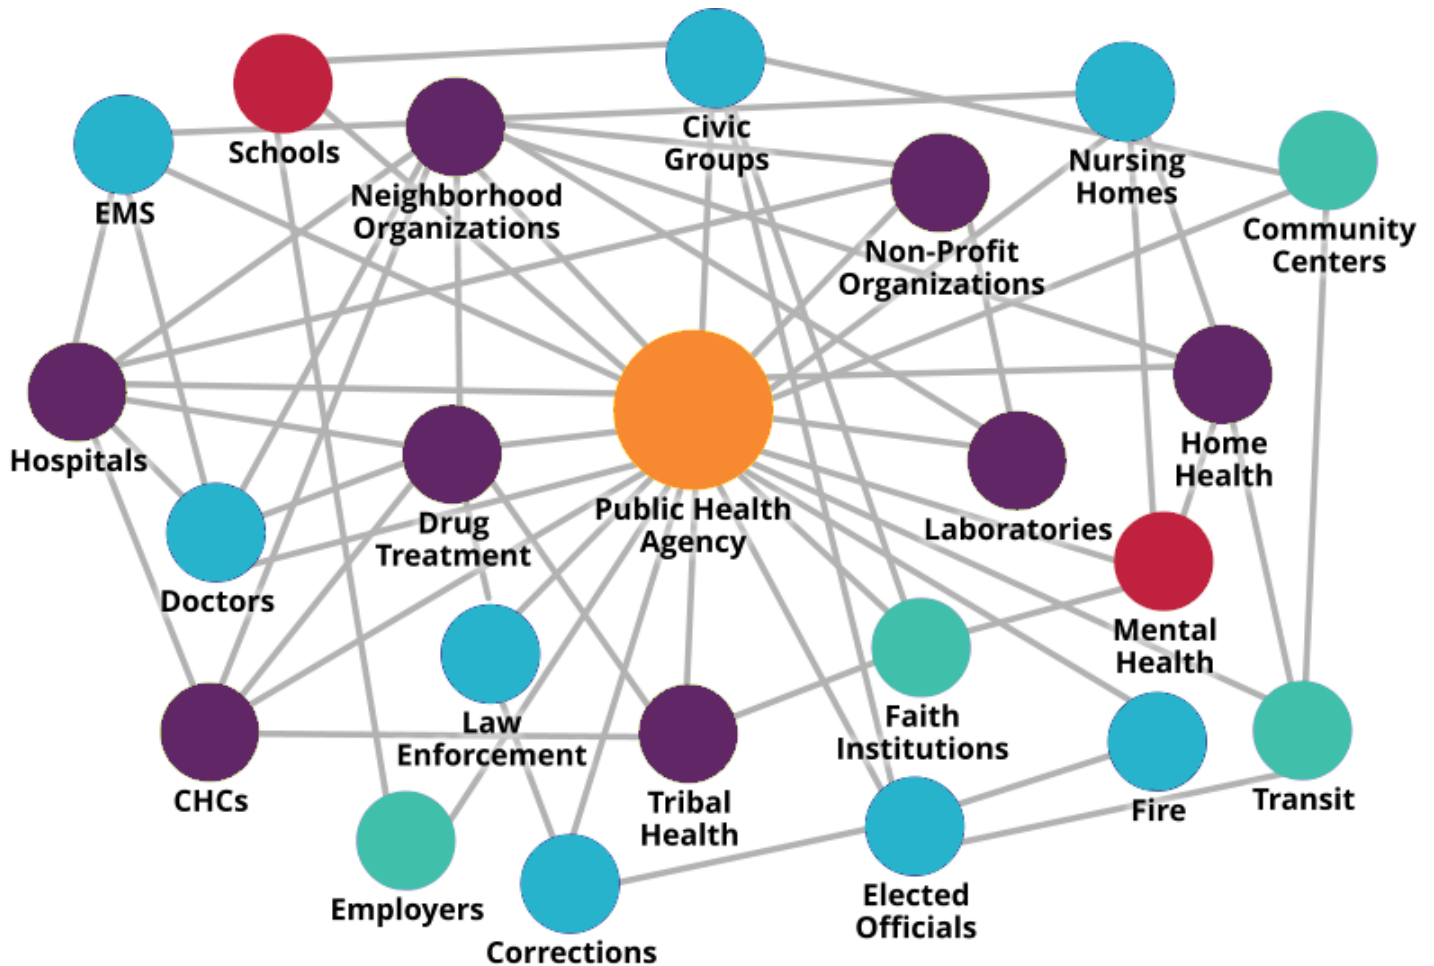 Civic
Groups
Schools
Nursing
Homes
EMS
Neighborhood
Organizations
Non-Profit
Organizations
Community
Centers
Hospitals
Home
Health
Public Health
Agency
Laboratories
Drug
Treatment
Doctors
Mental
Health
Law
Enforcement
Faith
Institutions
CHCs
Tribal
Health
Fire
Transit
Employers
Elected
Officials
Corrections